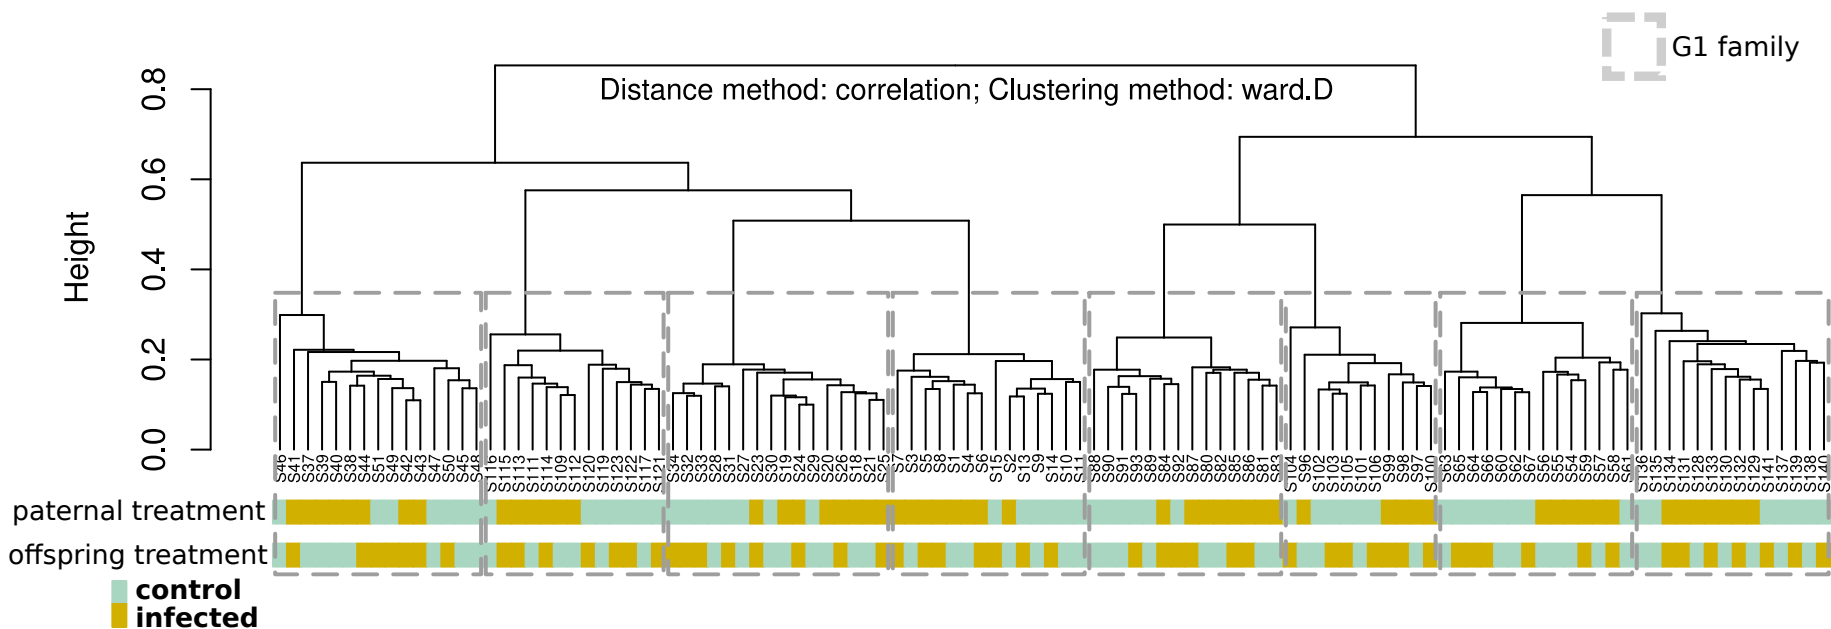 G1 family
Distance method: correlation; Clustering method: ward.D
Height
0.8
0.6
0.4
0.2
0.0
S46 S41 S37 S39 S40 S38 S44 S51 S49 S42 S43 S47 S50 S45 S48 S116 S115 S113 S111 S114 S109 S112 S120 S119 S123 S122 S117 S121 S34 S32 S33 S28 S31 S27 S23 S30 S19 S24 S29 S20 S26 S18 S21 S25 S7 S3 S5 S8 S1 S4 S6 S15 S2 S13 S9 S14 S10 S11 S88 S90 S91 S93 S89 S84 S92 S87 S80 S82 S85 S86 S81 S83 S104 S96 S102 S103 S105 S101 S106 S99 S98 S97 S100 S63 S65 S64 S66 S60 S62 S67 S56 S55 S54 S59 S57 S58 S61 S136 S135 S134 S131 S128 S133 S130 S132 S129 S141 S137 S139 S138 S140
paternal treatment
offspring treatment
control
infected